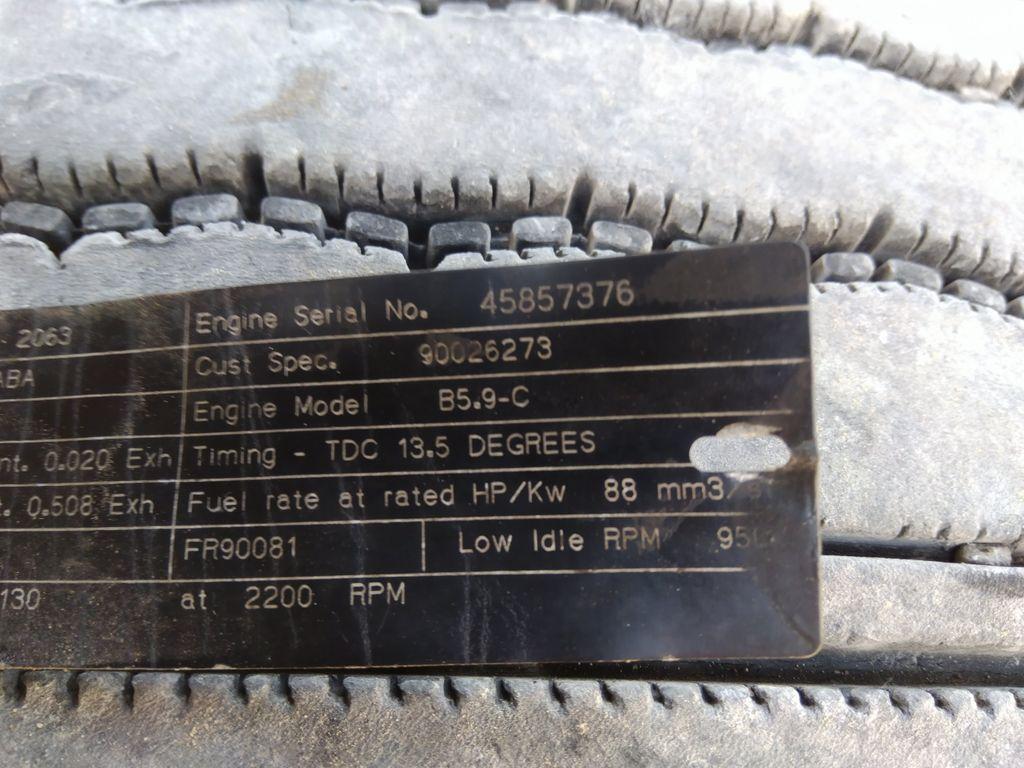 2063 Engine Serial No. 45857376
ABA Cust Spec. 90026273
Engine Model B5.9-C
nt. 0.020 Exh Timing - TDC 13.5 DEGREES
t. 0.508 Exh Fuel rate at rated HP/Kw 88 mm3/
FR90081 Low Idle RPM
130 at 2200 RPM